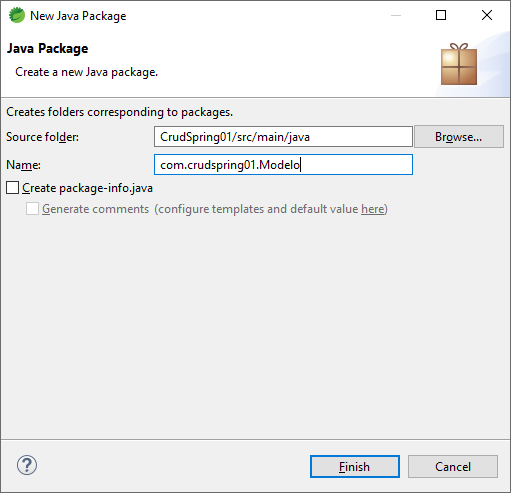 New Java Package
Java Package
Create a new Java package.
Creates folders corresponding to packages.
Source folder: CrudSpring01/src/main/java Browse...
Name: com.crudspring01.Modelo
Create package-info.java
Generate comments (configure templates and default value here)
? Finish Cancel